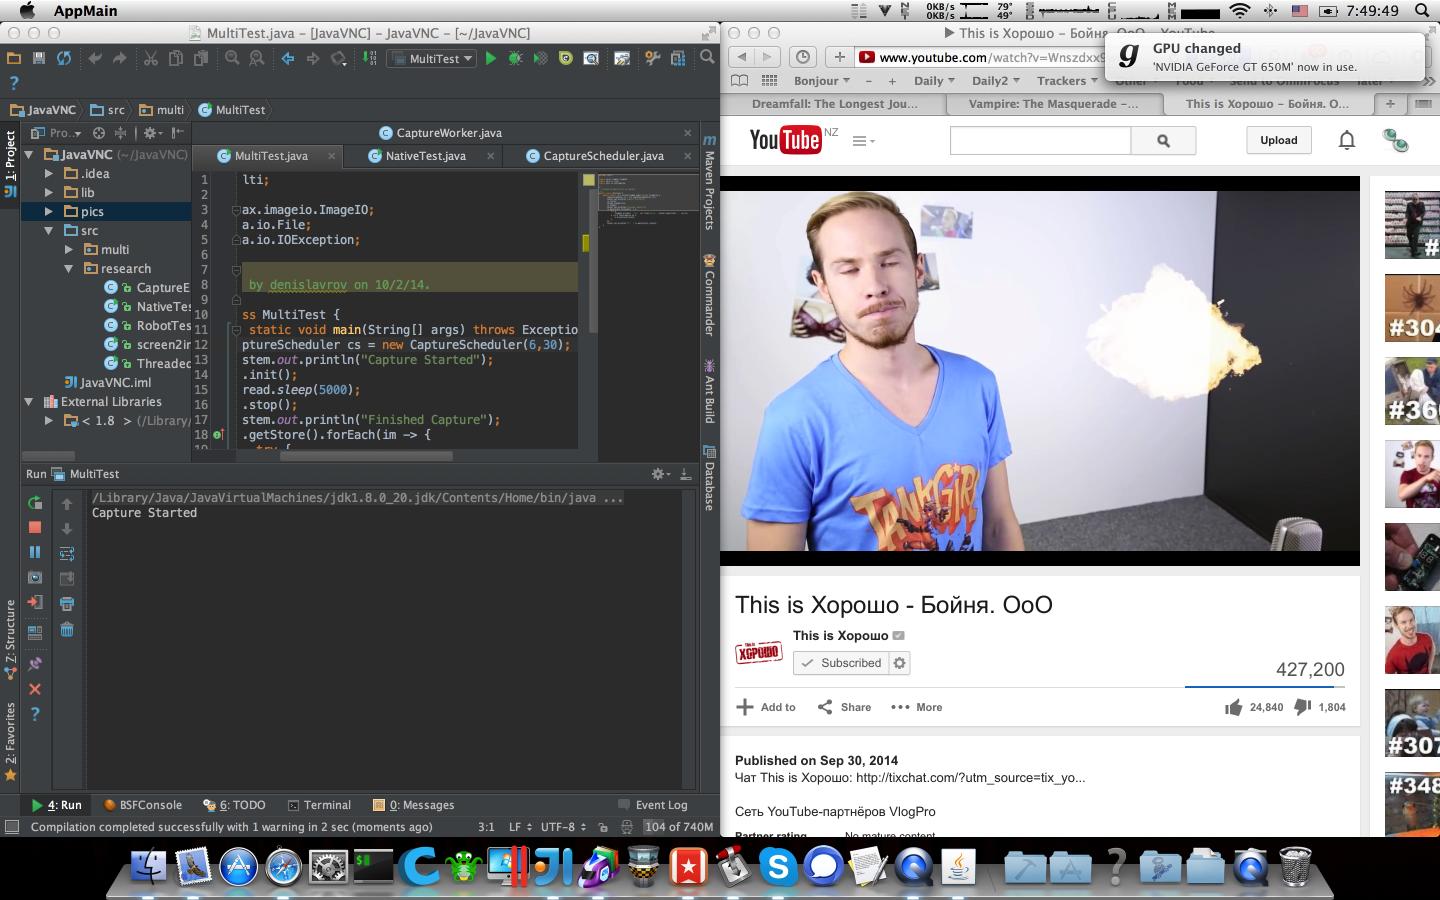 AppMain
0KB/s
0KB/s
79°
49°
7:49:49
MultiTest.java - [JavaVNC] - JavaVNC - [~/JavaVNC]
MultiTest
JavaVNC
src
multi
MultiTest
Pro..
CaptureWorker.java
MultiTest.java
NativeTest.java
CaptureScheduler.java
1: Project
JavaVNC (~/JavaVNC)
.idea
lib
pics
src
multi
research
CaptureE
NativeTes
RobotTes
screen2in
Threaded
JavaVNC.iml
External Libraries
< 1.8 > (/Library/
1 lti;
2
3 ax.imageio.ImageIO;
4 a.io.File;
5 a.io.IOException;
6
7
8 by denislavrov on 10/2/14.
9
10 ss MultiTest {
11 static void main(String[] args) throws Exceptio
12 ptureScheduler cs = new CaptureScheduler(6,30);
13 stem.out.println("Capture Started");
14 .init();
15 read.sleep(5000);
16 .stop();
17 stem.out.println("Finished Capture");
18 .getStore().forEach(im -> {
19 try {
Maven Projects
Commander
Ant Build
Database
Run MultiTest
/Library/Java/JavaVirtualMachines/jdk1.8.0_20.jdk/Contents/Home/bin/java ...
Capture Started
Z: Structure
2: Favorites
4: Run
BSFConsole
6: TODO
Terminal
0: Messages
Event Log
Compilation completed successfully with 1 warning in 2 sec (moments ago)
3:1
LF
UTF-8
104 of 740M
This is Хорошо - Бойня. ОоО - YouTube
www.youtube.com/watch?v=Wnszdxx9
GPU changed
'NVIDIA GeForce GT 650M' now in use.
Bonjour
Daily
Daily2
Trackers
Other
Food
Send to OmniFocus
later
Dreamfall: The Longest Jou...
Vampire: The Masquerade -...
This is Хорошо - Бойня. О...
YouTube NZ
Upload
TANK GIRL
#304
#307
#348
This is Хорошо - Бойня. ОоО
This is ХОРОШО
This is Хорошо
Subscribed
427,200
Add to
Share
More
24,840
1,804
Published on Sep 30, 2014
Чат This is Хорошо: http://tixchat.com/?utm_source=tix_yo...
Сеть YouTube-партнёров VlogPro
Partner rating
No mature content